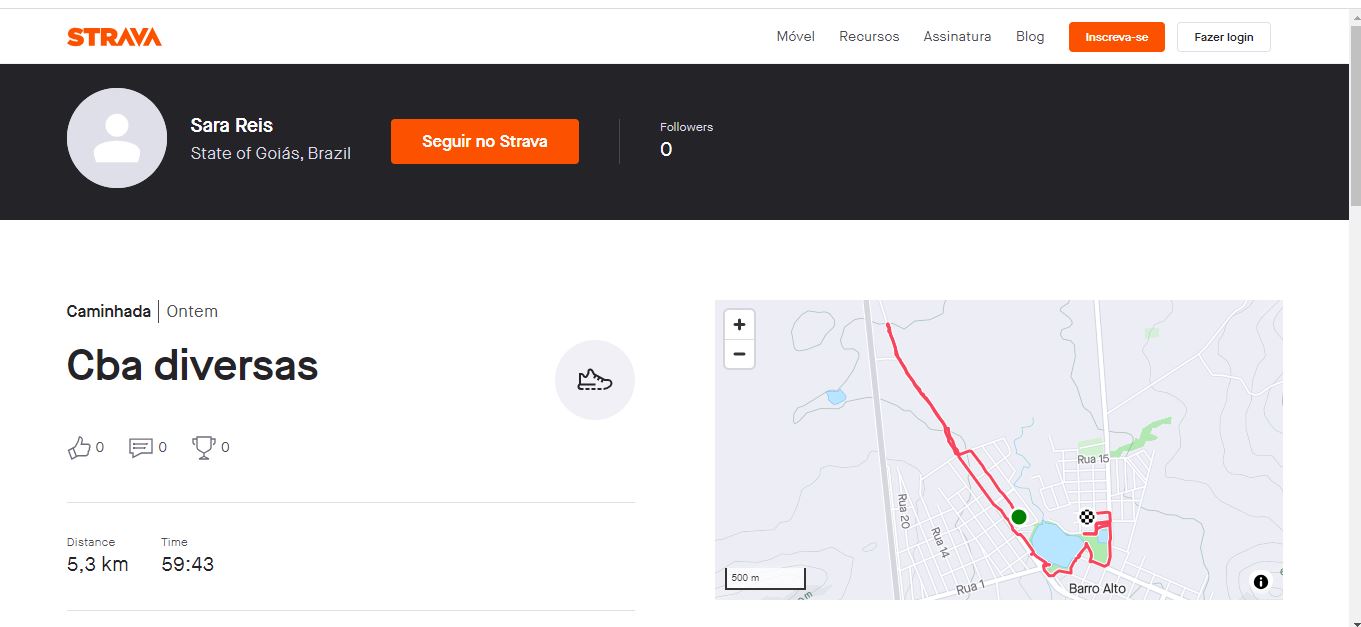 STRAVA
Móvel Recursos Assinatura Blog Inscreva-se Fazer login
Sara Reis
State of Goiás, Brazil
Seguir no Strava
Followers
0
Caminhada Ontem
Cba diversas
0 0 0
Distance Time
5,3 km 59:43
+
−
Rua 15
Rua 20
Rua 14
Rua 1
Barro Alto
500 m